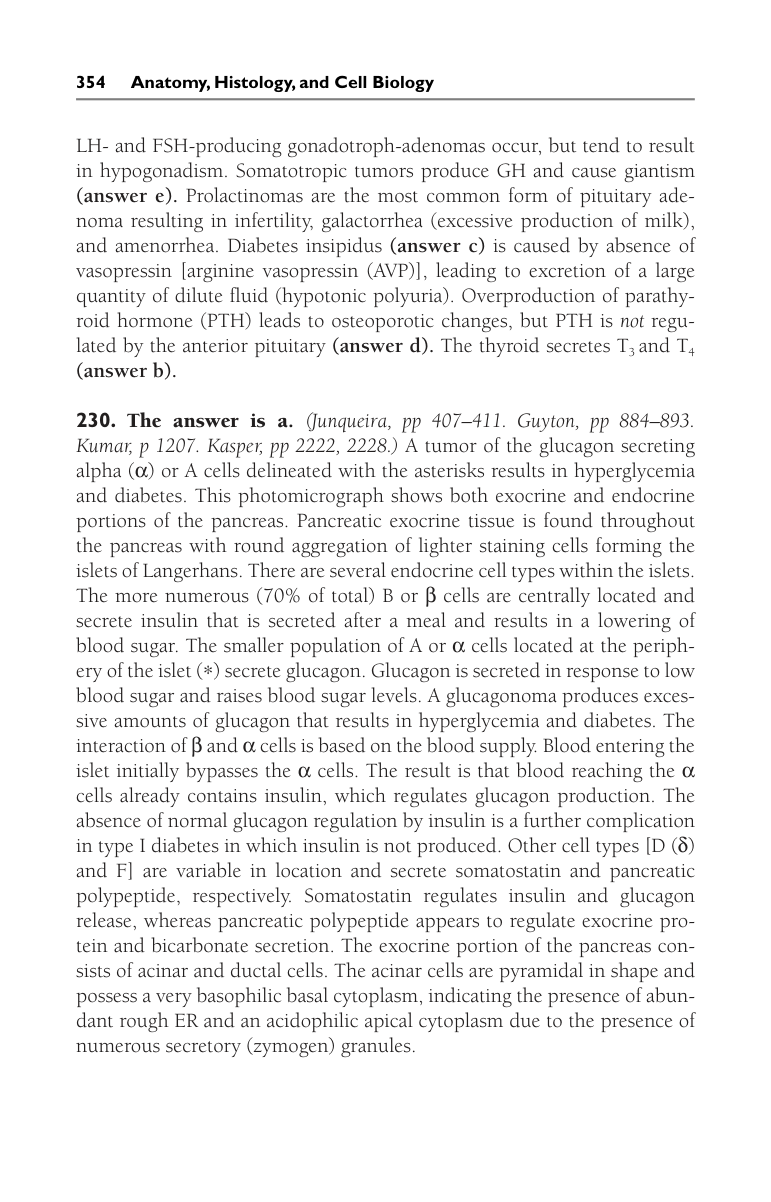 354 Anatomy, Histology, and Cell Biology
LH- and FSH-producing gonadotroph-adenomas occur, but tend to result
in hypogonadism. Somatotropic tumors produce GH and cause giantism
(answer e). Prolactinomas are the most common form of pituitary ade-
noma resulting in infertility, galactorrhea (excessive production of milk),
and amenorrhea. Diabetes insipidus (answer c) is caused by absence of
vasopressin [arginine vasopressin (AVP)], leading to excretion of a large
quantity of dilute fluid (hypotonic polyuria). Overproduction of parathy-
roid hormone (PTH) leads to osteoporotic changes, but PTH is not regu-
lated by the anterior pituitary (answer d). The thyroid secretes T₃ and T₄
(answer b).
230. The answer is a. (Junqueira, pp 407–411. Guyton, pp 884–893.
Kumar, p 1207. Kasper, pp 2222, 2228.) A tumor of the glucagon secreting
alpha (α) or A cells delineated with the asterisks results in hyperglycemia
and diabetes. This photomicrograph shows both exocrine and endocrine
portions of the pancreas. Pancreatic exocrine tissue is found throughout
the pancreas with round aggregation of lighter staining cells forming the
islets of Langerhans. There are several endocrine cell types within the islets.
The more numerous (70% of total) B or β cells are centrally located and
secrete insulin that is secreted after a meal and results in a lowering of
blood sugar. The smaller population of A or α cells located at the periph-
ery of the islet (*) secrete glucagon. Glucagon is secreted in response to low
blood sugar and raises blood sugar levels. A glucagonoma produces exces-
sive amounts of glucagon that results in hyperglycemia and diabetes. The
interaction of β and α cells is based on the blood supply. Blood entering the
islet initially bypasses the α cells. The result is that blood reaching the α
cells already contains insulin, which regulates glucagon production. The
absence of normal glucagon regulation by insulin is a further complication
in type I diabetes in which insulin is not produced. Other cell types [D (δ)
and F] are variable in location and secrete somatostatin and pancreatic
polypeptide, respectively. Somatostatin regulates insulin and glucagon
release, whereas pancreatic polypeptide appears to regulate exocrine pro-
tein and bicarbonate secretion. The exocrine portion of the pancreas con-
sists of acinar and ductal cells. The acinar cells are pyramidal in shape and
possess a very basophilic basal cytoplasm, indicating the presence of abun-
dant rough ER and an acidophilic apical cytoplasm due to the presence of
numerous secretory (zymogen) granules.